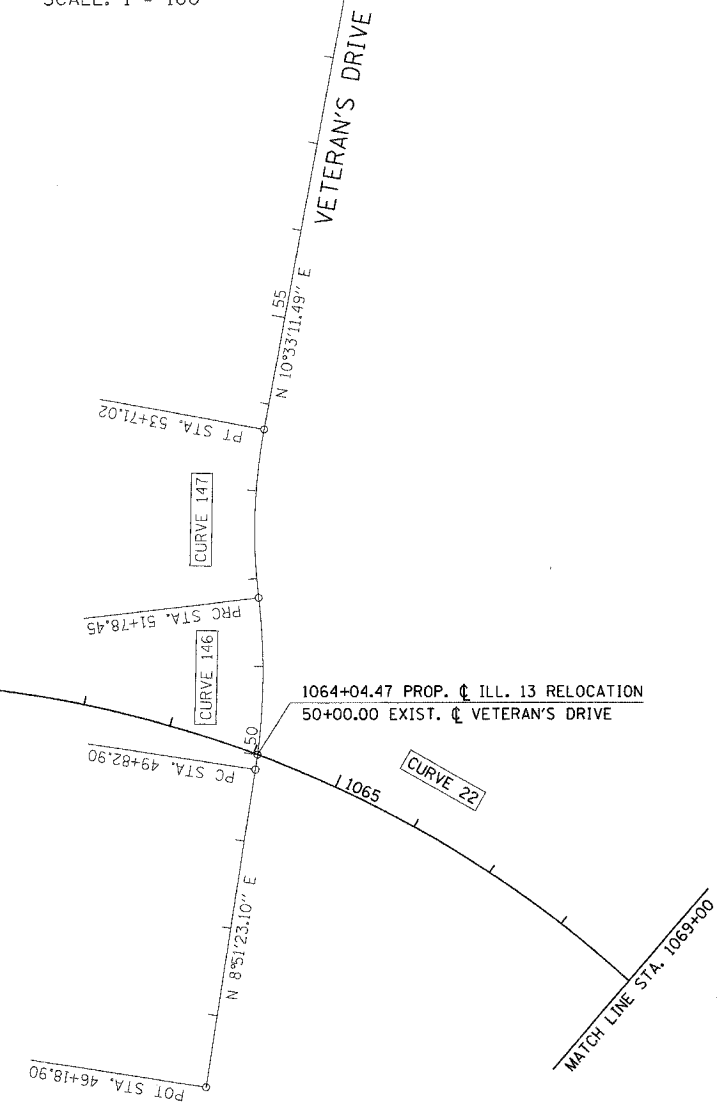 SCALE: 1" = 100'
VETERAN'S DRIVE
55
N 10°33'11.49" E
PT STA. 53+71.02
CURVE 147
PRC STA. 51+78.45
CURVE 146
1064+04.47 PROP. ℄ ILL. 13 RELOCATION
50+00.00 EXIST. ℄ VETERAN'S DRIVE
50
PC STA. 49+82.90
1065
CURVE 22
N 8°51'23.10" E
MATCH LINE STA. 1069+00
POT STA. 46+18.90